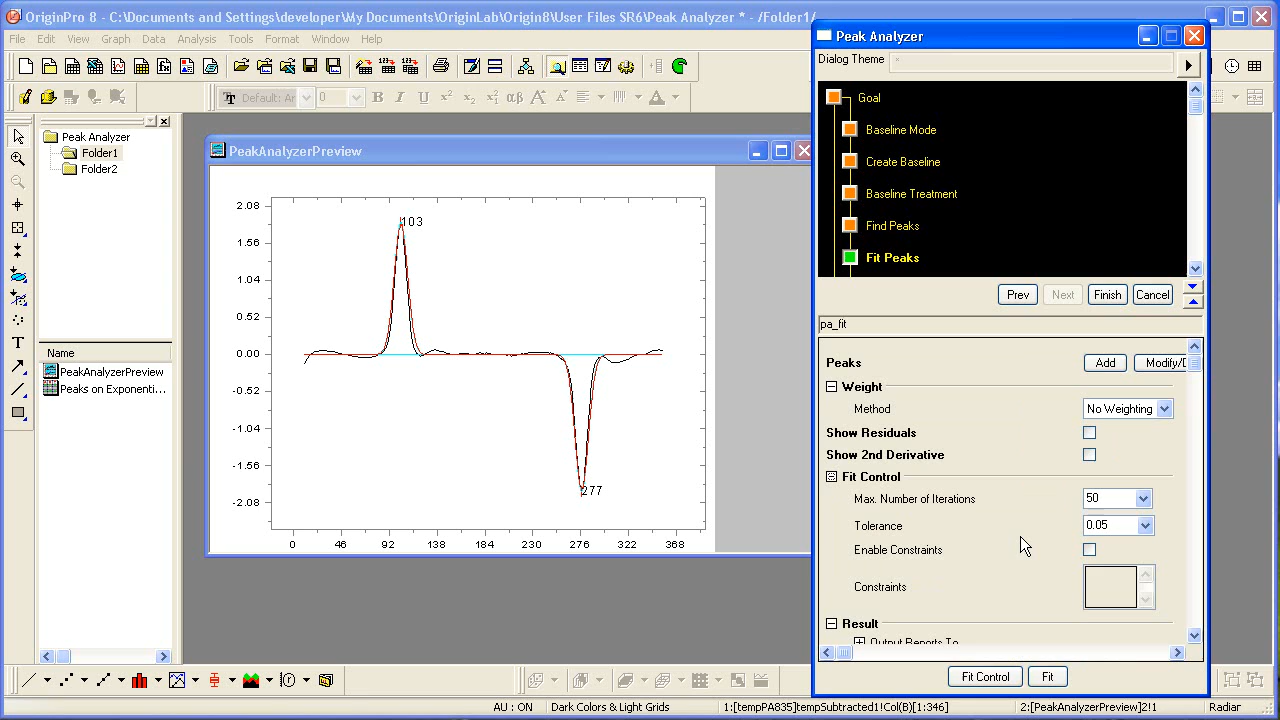 OriginPro 8 - C:\Documents and Settings\developer\My Documents\OriginLab\Origin8\User Files SR6\Peak Analyzer * - /Folder1/
File Edit View Graph Data Analysis Tools Format Window Help
Default: Ar 0
Peak Analyzer
Folder1
Folder2
Name
PeakAnalyzerPreview
Peaks on Exponenti...
PeakAnalyzerPreview
2.08
1.56
1.04
0.52
0.00
-0.52
-1.04
-1.56
-2.08
103
277
0 46 92 138 184 230 276 322 368
Peak Analyzer
Dialog Theme *
Goal
Baseline Mode
Create Baseline
Baseline Treatment
Find Peaks
Fit Peaks
Prev Next Finish Cancel
pa_fit
Peaks Add Modify/D
Weight
Method No Weighting
Show Residuals
Show 2nd Derivative
Fit Control
Max. Number of Iterations 50
Tolerance 0.05
Enable Constraints
Constraints
Result
Output Reports To
Fit Control Fit
AU : ON Dark Colors & Light Grids 1:[tempPA835]tempSubtracted1!Col(B)[1:346] 2:[PeakAnalyzerPreview]2!1 Radiar